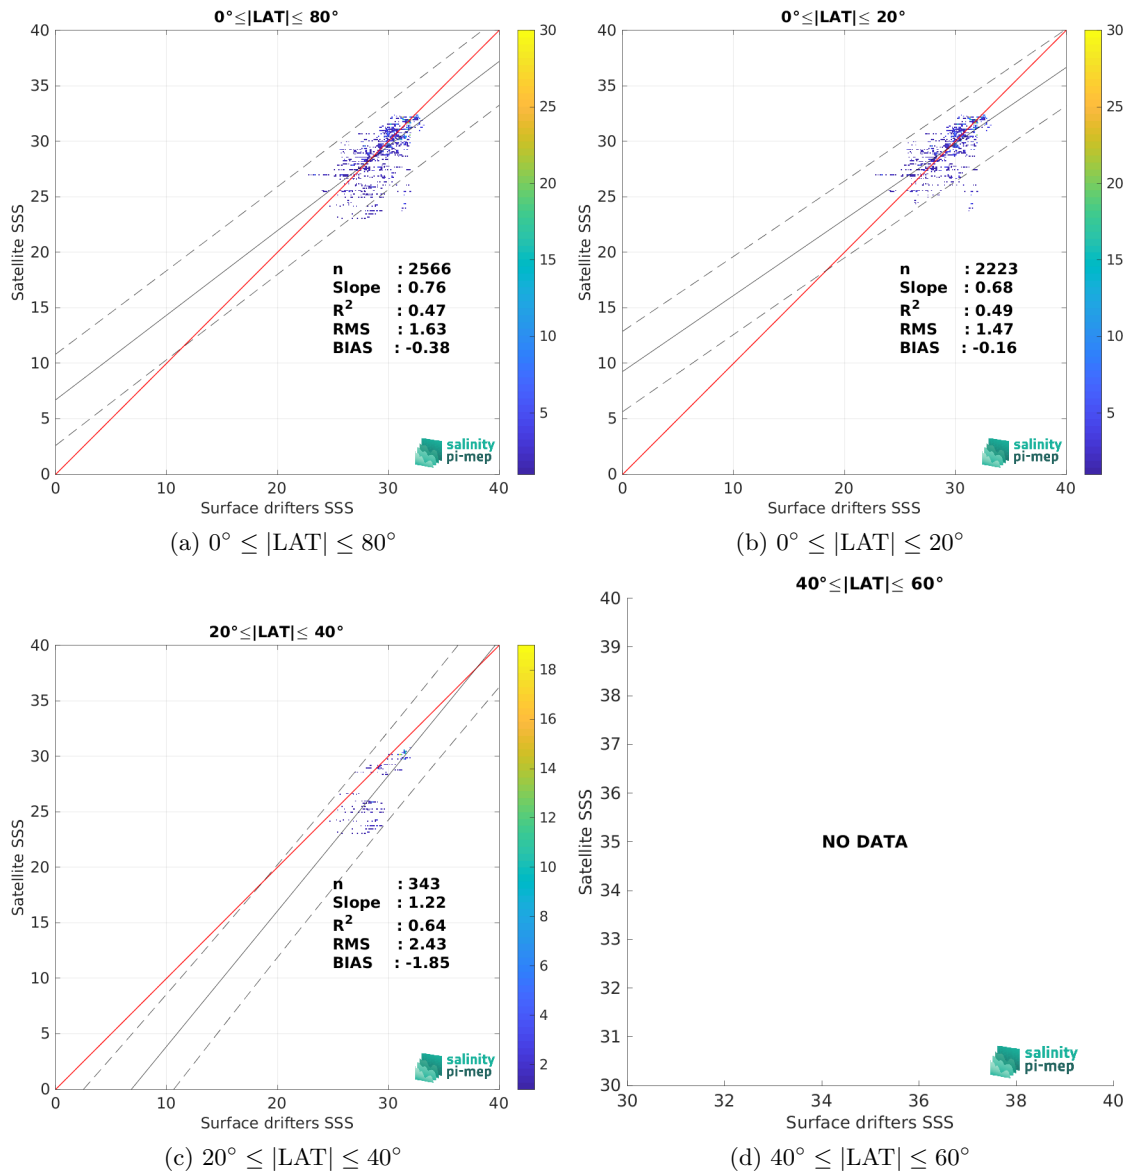 0°≤|LAT|≤ 80°
40
35
30
25
20
15
10
5
0
Satellite SSS
n : 2566
Slope : 0.76
R² : 0.47
RMS : 1.63
BIAS : -0.38
salinity
pi-mep
0 10 20 30 40
Surface drifters SSS
30
25
20
15
10
5
(a) 0° ≤ |LAT| ≤ 80°
0°≤|LAT|≤ 20°
40
35
30
25
20
15
10
5
0
Satellite SSS
n : 2223
Slope : 0.68
R² : 0.49
RMS : 1.47
BIAS : -0.16
salinity
pi-mep
0 10 20 30 40
Surface drifters SSS
30
25
20
15
10
5
(b) 0° ≤ |LAT| ≤ 20°
20°≤|LAT|≤ 40°
40
35
30
25
20
15
10
5
0
Satellite SSS
n : 343
Slope : 1.22
R² : 0.64
RMS : 2.43
BIAS : -1.85
salinity
pi-mep
0 10 20 30 40
Surface drifters SSS
18
16
14
12
10
8
6
4
2
(c) 20° ≤ |LAT| ≤ 40°
40°≤|LAT|≤ 60°
40
39
38
37
36
35
34
33
32
31
30
Satellite SSS
NO DATA
salinity
pi-mep
30 32 34 36 38 40
Surface drifters SSS
(d) 40° ≤ |LAT| ≤ 60°